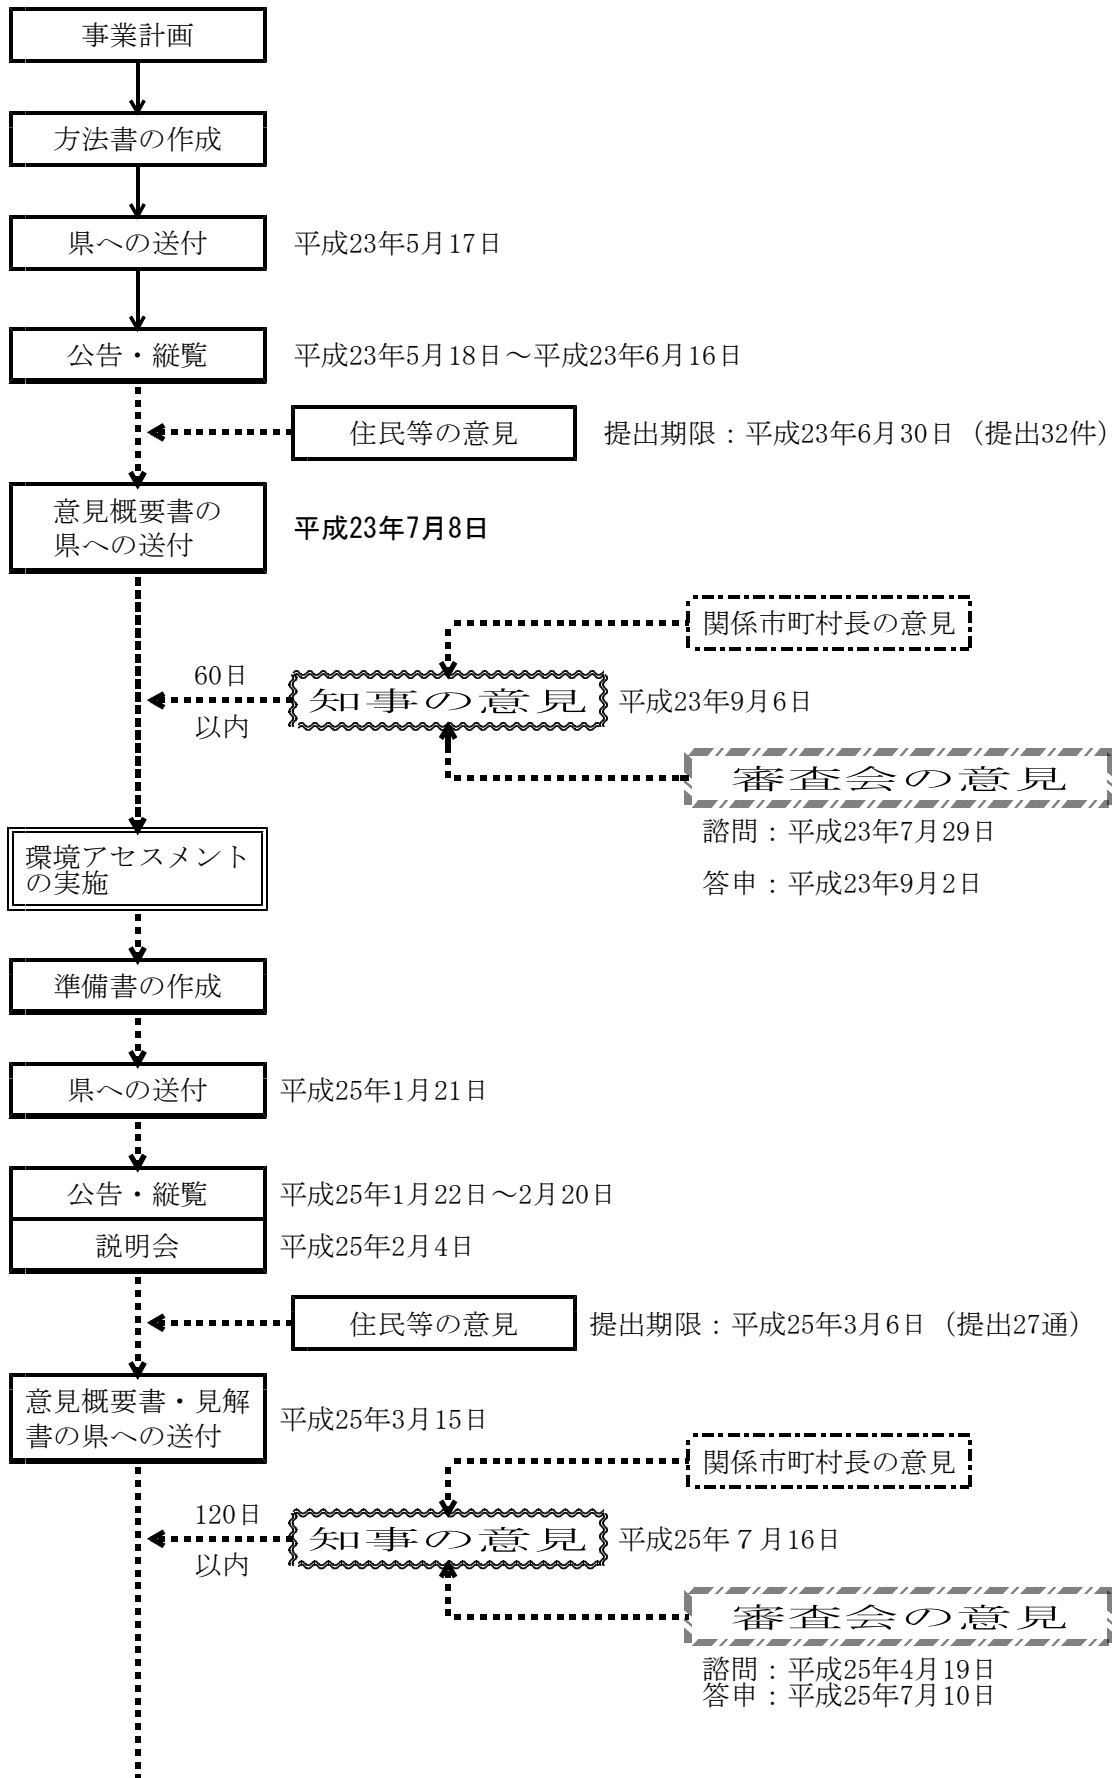 事業計画
方法書の作成
県への送付
平成23年5月17日
公告・縦覧
平成23年5月18日～平成23年6月16日
住民等の意見
提出期限：平成23年6月30日（提出32件）
意見概要書の
県への送付
平成23年7月8日
関係市町村長の意見
60日
以内
知事の意見
平成23年9月6日
審査会の意見
諮問：平成23年7月29日
答申：平成23年9月2日
環境アセスメント
の実施
準備書の作成
県への送付
平成25年1月21日
公告・縦覧
平成25年1月22日～2月20日
説明会
平成25年2月4日
住民等の意見
提出期限：平成25年3月6日（提出27通）
意見概要書・見解
書の県への送付
平成25年3月15日
関係市町村長の意見
120日
以内
知事の意見
平成25年７月16日
審査会の意見
諮問：平成25年4月19日
答申：平成25年7月10日